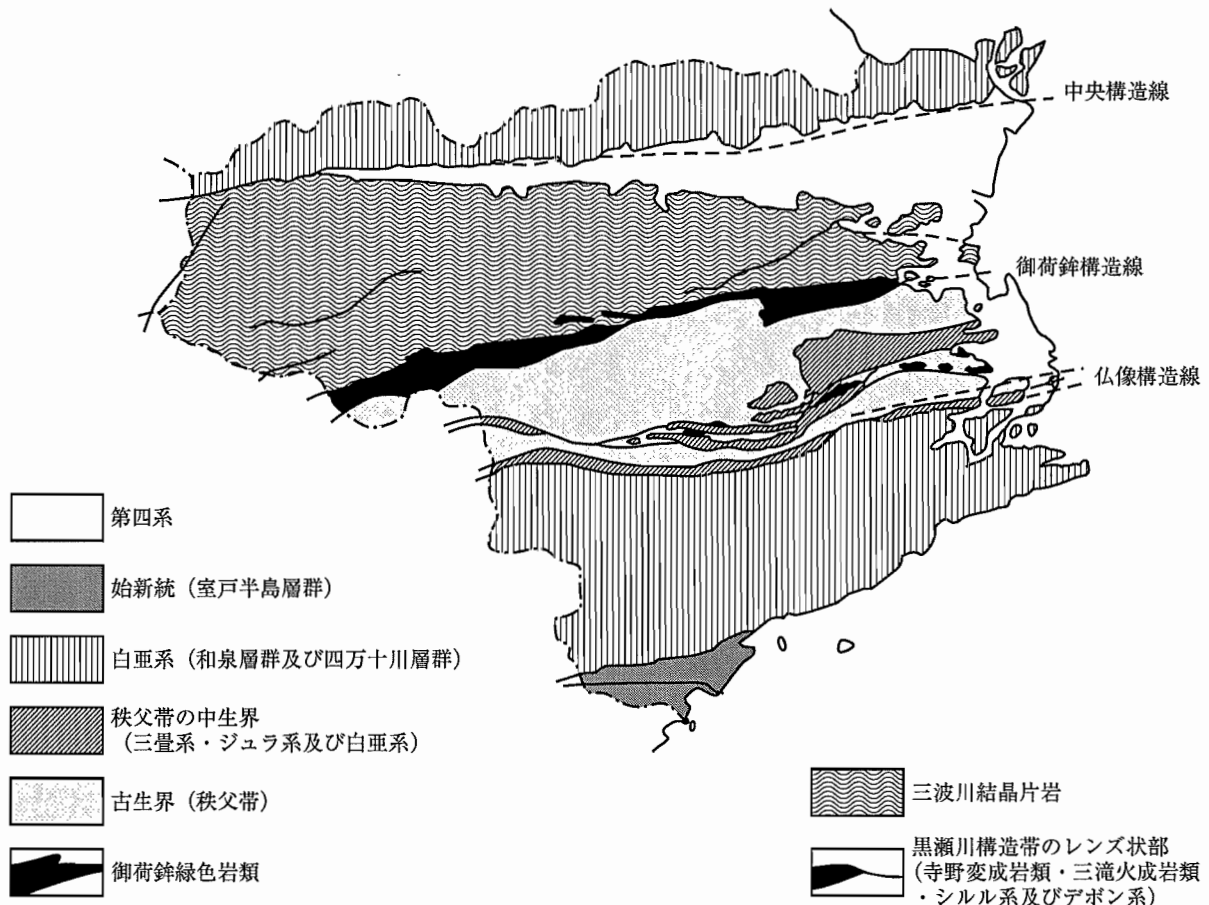 中央構造線
御荷鉾構造線
仏像構造線
第四系
始新統（室戸半島層群）
白亜系（和泉層群及び四万十川層群）
秩父帯の中生界
（三畳系・ジュラ系及び白亜系）
古生界（秩父帯）
御荷鉾緑色岩類
三波川結晶片岩
黒瀬川構造帯のレンズ状部
（寺野変成岩類・三滝火成岩類
・シルル系及びデボン系）